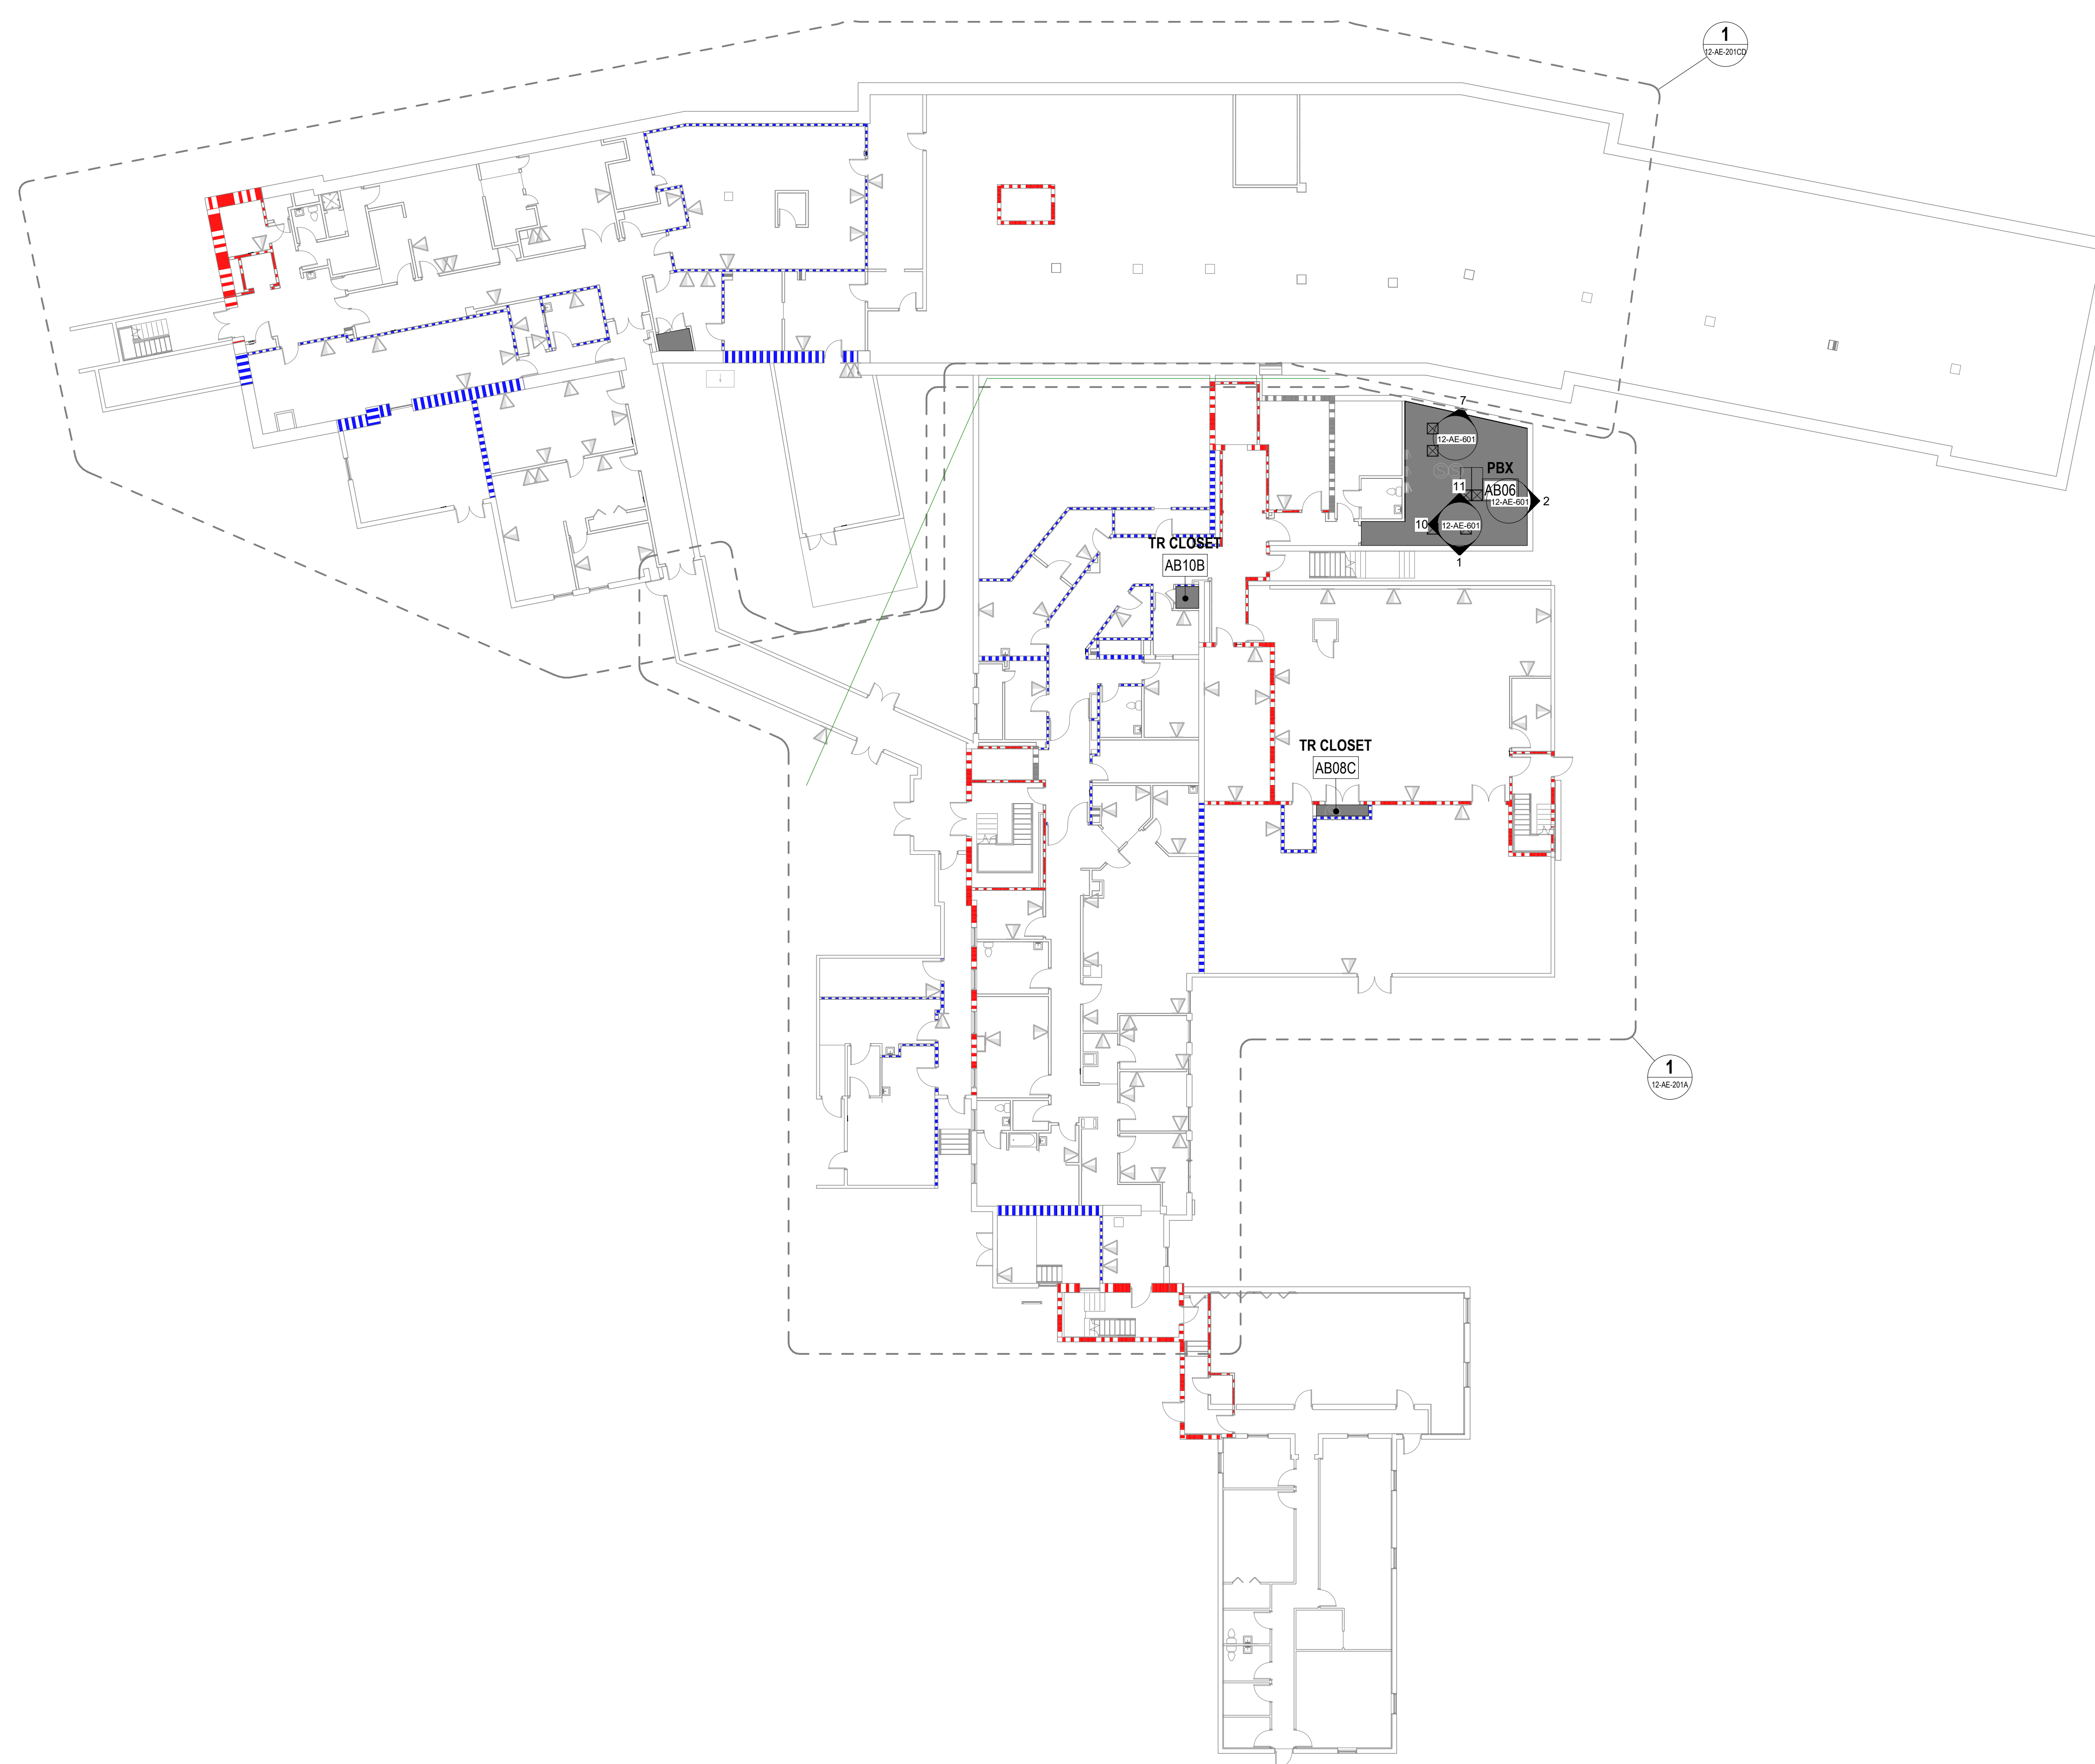 1
12-AE-201CD
7
12-AE-601
PBX
11
AB06
12-AE-601
2
10
12-AE-601
1
TR CLOSET
AB10B
TR CLOSET
AB08C
1
12-AE-201A